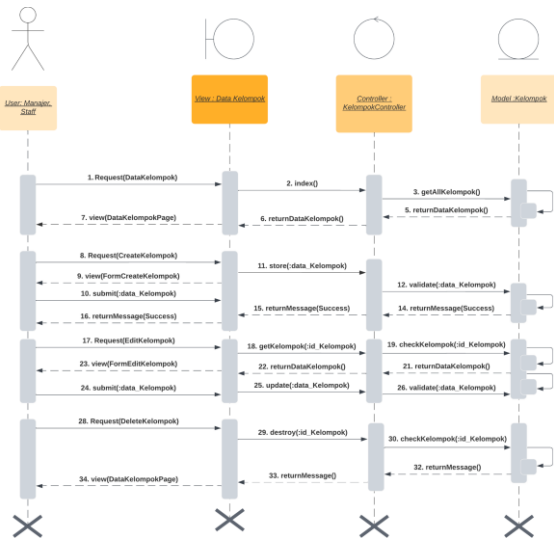 User: Manajer,
Staff
View : Data Kelompok
Controller :
KelompokController
Model :Kelompok
1. Request(DataKelompok)
2. index()
3. getAllKelompok()
5. returnDataKelompok()
6. returnDataKelompok()
7. view(DataKelompokPage)
8. Request(CreateKelompok)
9. view(FormCreateKelompok)
10. submit(:data_Kelompok)
11. store(:data_Kelompok)
12. validate(:data_Kelompok)
14. returnMessage(Success)
15. returnMessage(Success)
16. returnMessage(Success)
17. Request(EditKelompok)
18. getKelompok(:id_Kelompok)
19. checkKelompok(:id_Kelompok)
21. returnDataKelompok()
22. returnDataKelompok()
23. view(FormEditKelompok)
24. submit(:data_Kelompok)
25. update(:data_Kelompok)
26. validate(:data_Kelompok)
28. Request(DeleteKelompok)
29. destroy(:id_Kelompok)
30. checkKelompok(:id_Kelompok)
32. returnMessage()
33. returnMessage()
34. view(DataKelompokPage)